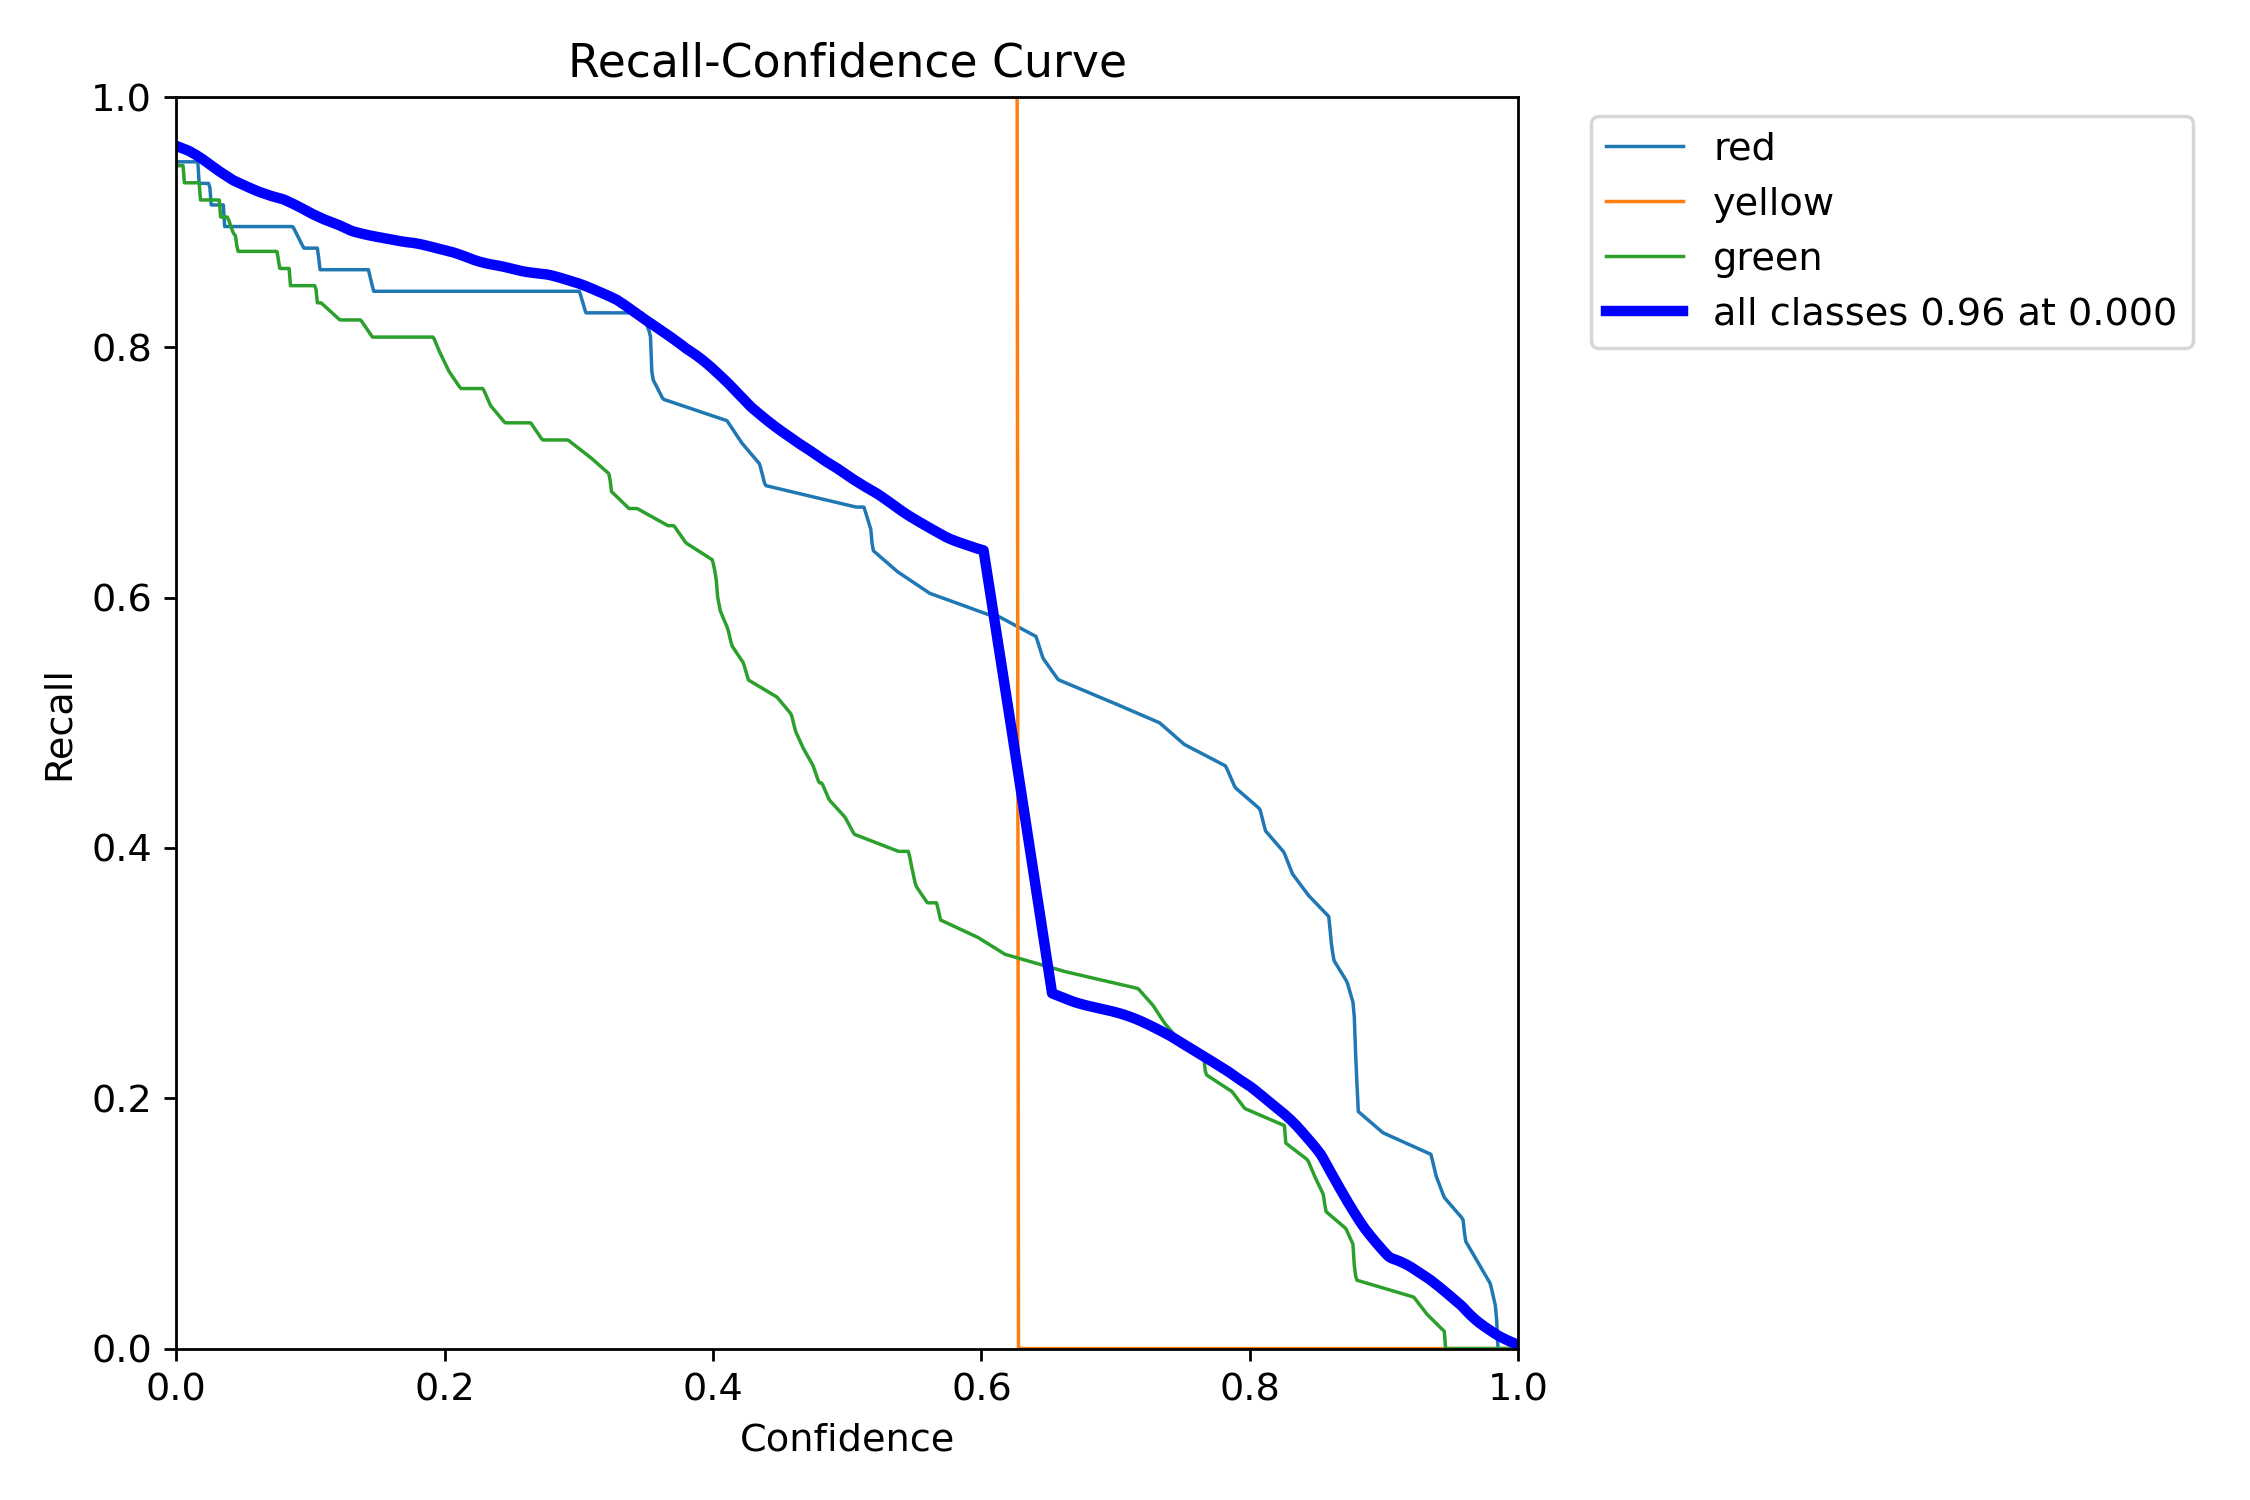 Recall-Confidence Curve
1.0
0.8
0.6
0.4
0.2
0.0
Recall
0.0 0.2 0.4 0.6 0.8 1.0
Confidence
red
yellow
green
all classes 0.96 at 0.000